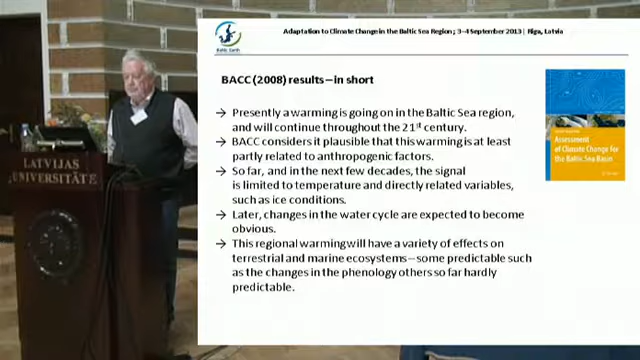 Adaptation to Climate Change in the Baltic Sea Region; 3–4 September 2013 | Riga, Latvia
Baltic Earth
BACC (2008) results – in short
→ Presently a warming is going on in the Baltic Sea region,
and will continue throughout the 21st century.
→ BACC considers it plausible that this warming is at least
partly related to anthropogenic factors.
→ So far, and in the next few decades, the signal
is limited to temperature and directly related variables,
such as ice conditions.
→ Later, changes in the water cycle are expected to become
obvious.
→ This regional warming will have a variety of effects on
terrestrial and marine ecosystems – some predictable such
as the changes in the phenology others so far hardly
predictable.
Assessment
of Climate Change for
the Baltic Sea Basin
LATVIJAS
UNIVERSITĀTE